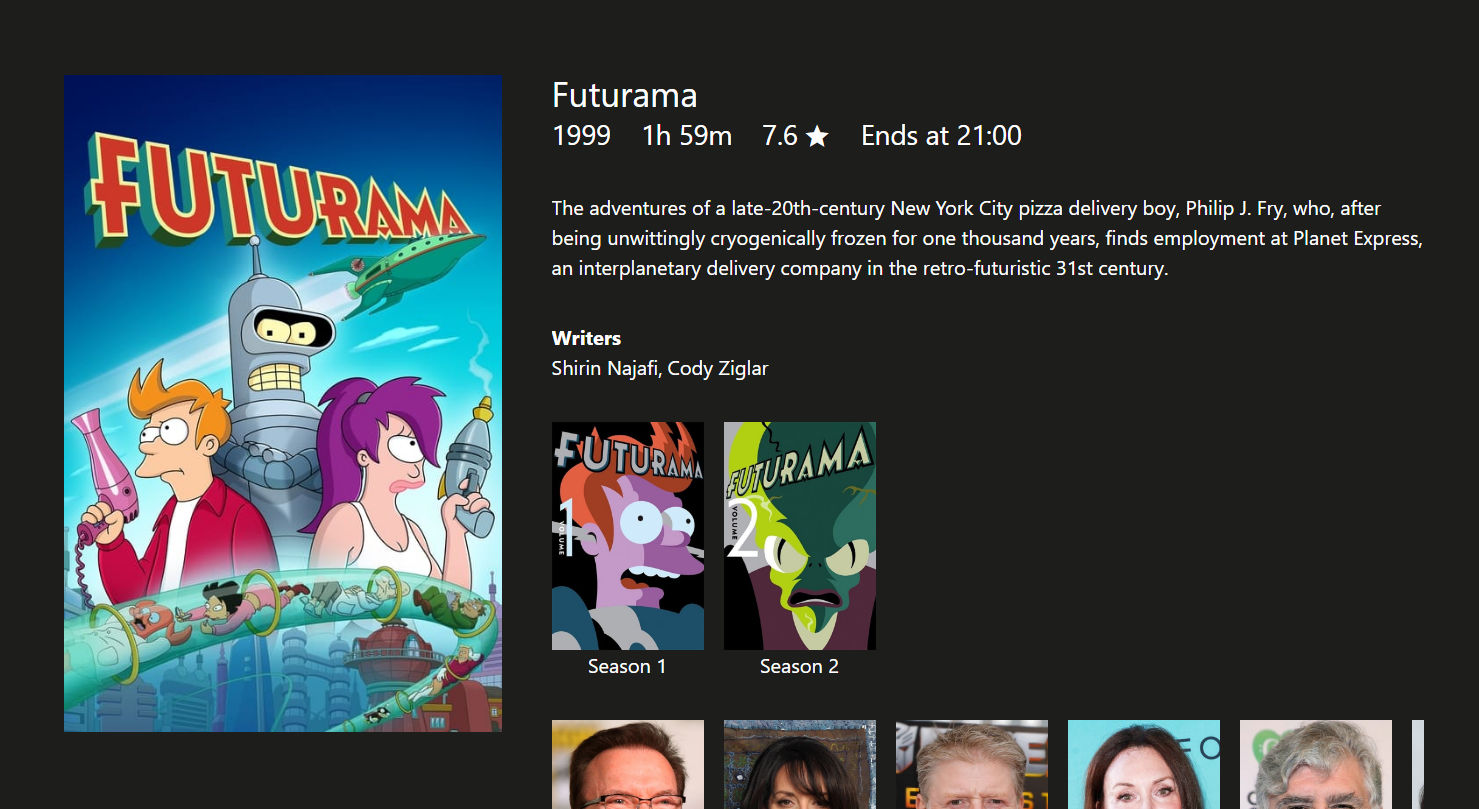 FUTURAMA
Futurama
1999 1h 59m 7.6 ★ Ends at 21:00
The adventures of a late-20th-century New York City pizza delivery boy, Philip J. Fry, who, after
being unwittingly cryogenically frozen for one thousand years, finds employment at Planet Express,
an interplanetary delivery company in the retro-futuristic 31st century.
Writers
Shirin Najafi, Cody Ziglar
FUTURAMA
VOLUME
1
FUTURAMA
VOLUME
2
Season 1
Season 2